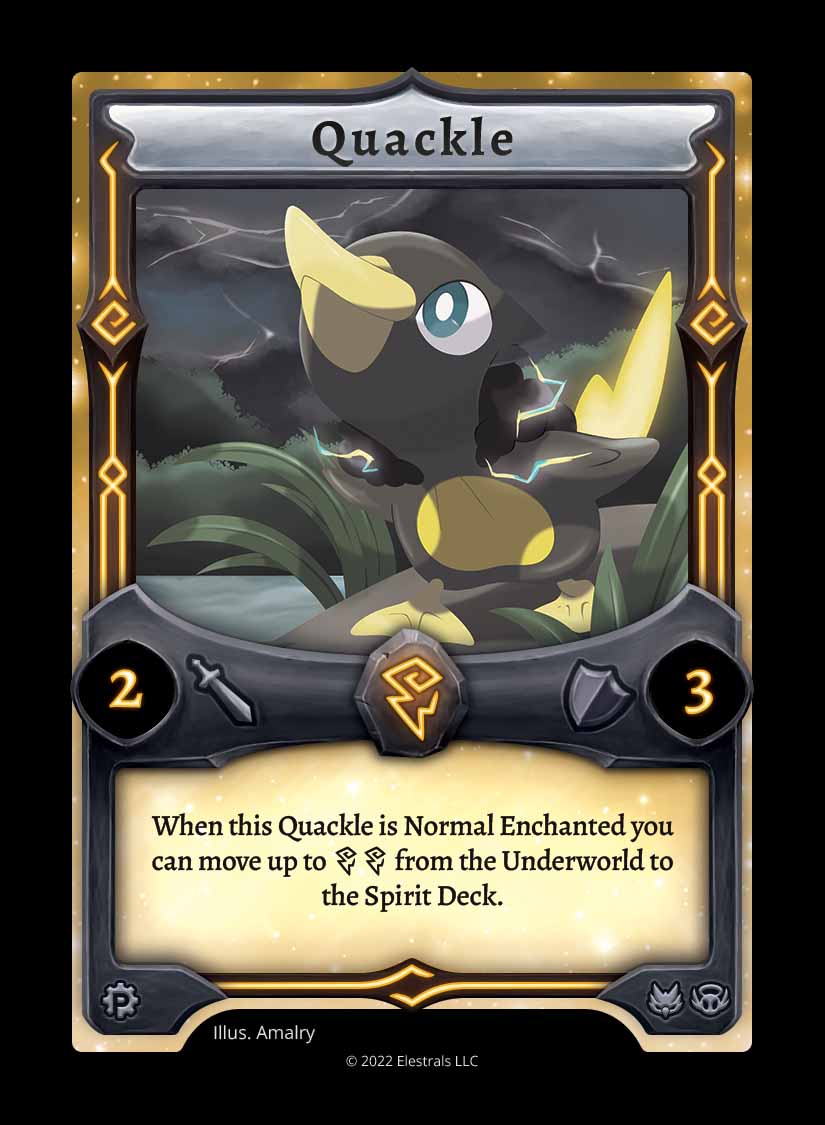 Quackle
2
3
When this Quackle is Normal Enchanted you
can move up to from the Underworld to
the Spirit Deck.
P
Illus. Amalry
© 2022 Elestrals LLC